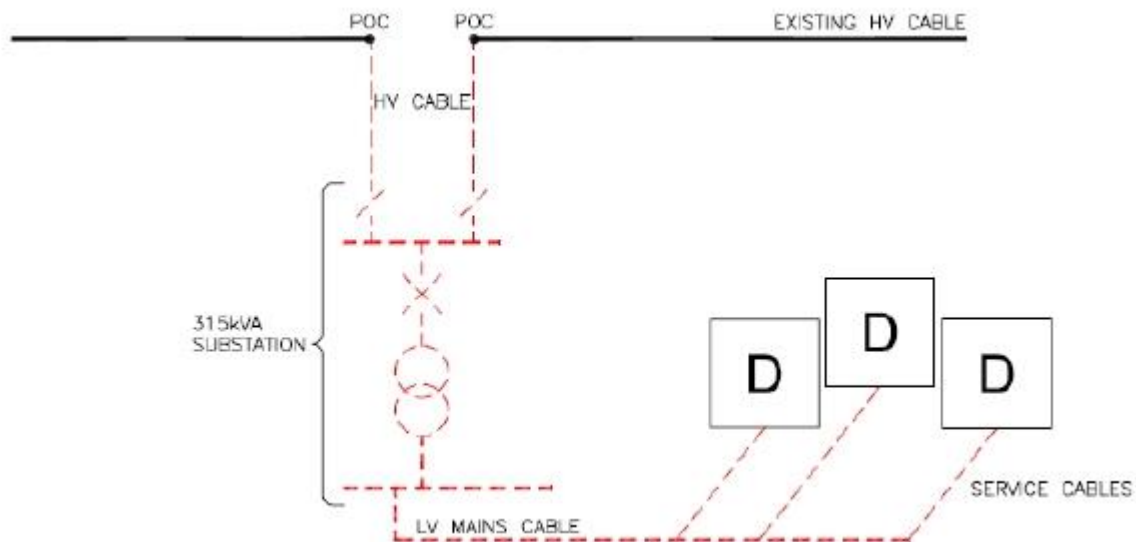 POC
POC
EXISTING HV CABLE
HV CABLE
315kVA
SUBSTATION
D
D
D
SERVICE CABLES
LV MAINS CABLE